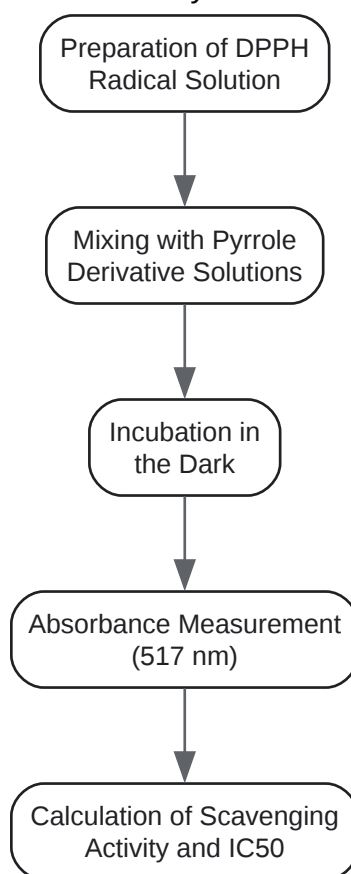 Preparation of DPPH
Radical Solution
Mixing with Pyrrole
Derivative Solutions
Incubation in
the Dark
Absorbance Measurement
(517 nm)
Calculation of Scavenging
Activity and IC50